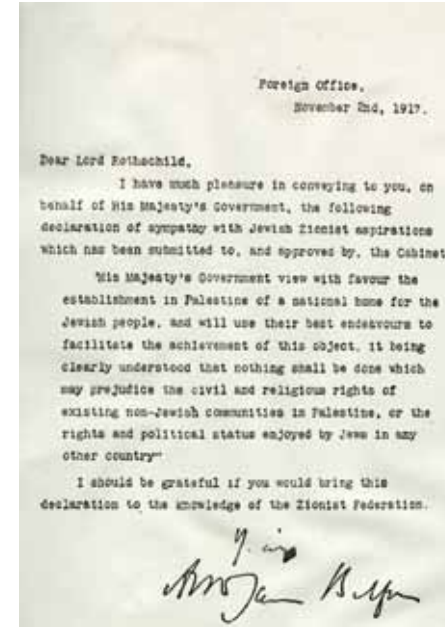 Foreign Office,
November 2nd, 1917.
Dear Lord Rothschild,
I have much pleasure in conveying to you, on
behalf of His Majesty's Government, the following
declaration of sympathy with Jewish Zionist aspirations
which has been submitted to, and approved by, the Cabinet
"His Majesty's Government view with favour the
establishment in Palestine of a national home for the
Jewish people, and will use their best endeavours to
facilitate the achievement of this object, it being
clearly understood that nothing shall be done which
may prejudice the civil and religious rights of
existing non-Jewish communities in Palestine, or the
rights and political status enjoyed by Jews in any
other country"
I should be grateful if you would bring this
declaration to the knowledge of the Zionist Federation.